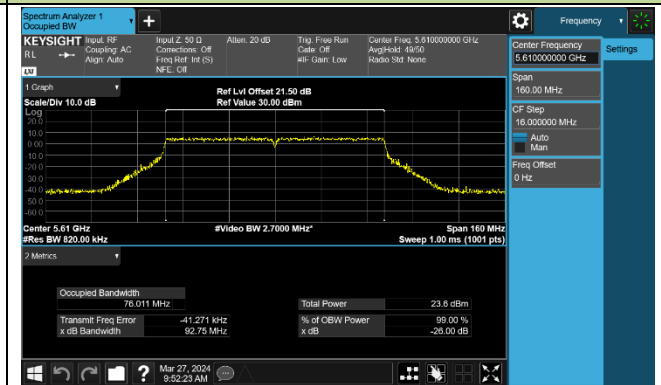 Spectrum Analyzer 1
Occupied BW
Frequency
KEYSIGHT Input: RF Input Z: 50 Ω Atten: 20 dB Trig: Free Run Center Freq: 5.610000000 GHz
RL Coupling: AC Corrections: Off Gate: Off Avg|Hold: 49/50
Align: Auto Freq Ref: Int (S) #IF Gain: Low Radio Std: None
NFE: Off
LXI
1 Graph
Ref Lvl Offset 21.50 dB
Scale/Div 10.0 dB Ref Value 30.00 dBm
Log
20.0
10.0
0.00
-10.0
-20.0
-30.0
-40.0
-50.0
-60.0
Center 5.61 GHz #Video BW 2.7000 MHz* Span 160 MHz
#Res BW 820.00 kHz Sweep 1.00 ms (1001 pts)
2 Metrics
Occupied Bandwidth
76.011 MHz Total Power 23.6 dBm
Transmit Freq Error -41.271 kHz % of OBW Power 99.00 %
x dB Bandwidth 92.75 MHz x dB -26.00 dB
Mar 27, 2024
9:52:23 AM
Center Frequency
5.610000000 GHz
Settings
Span
160.00 MHz
CF Step
16.000000 MHz
Auto
Man
Freq Offset
0 Hz